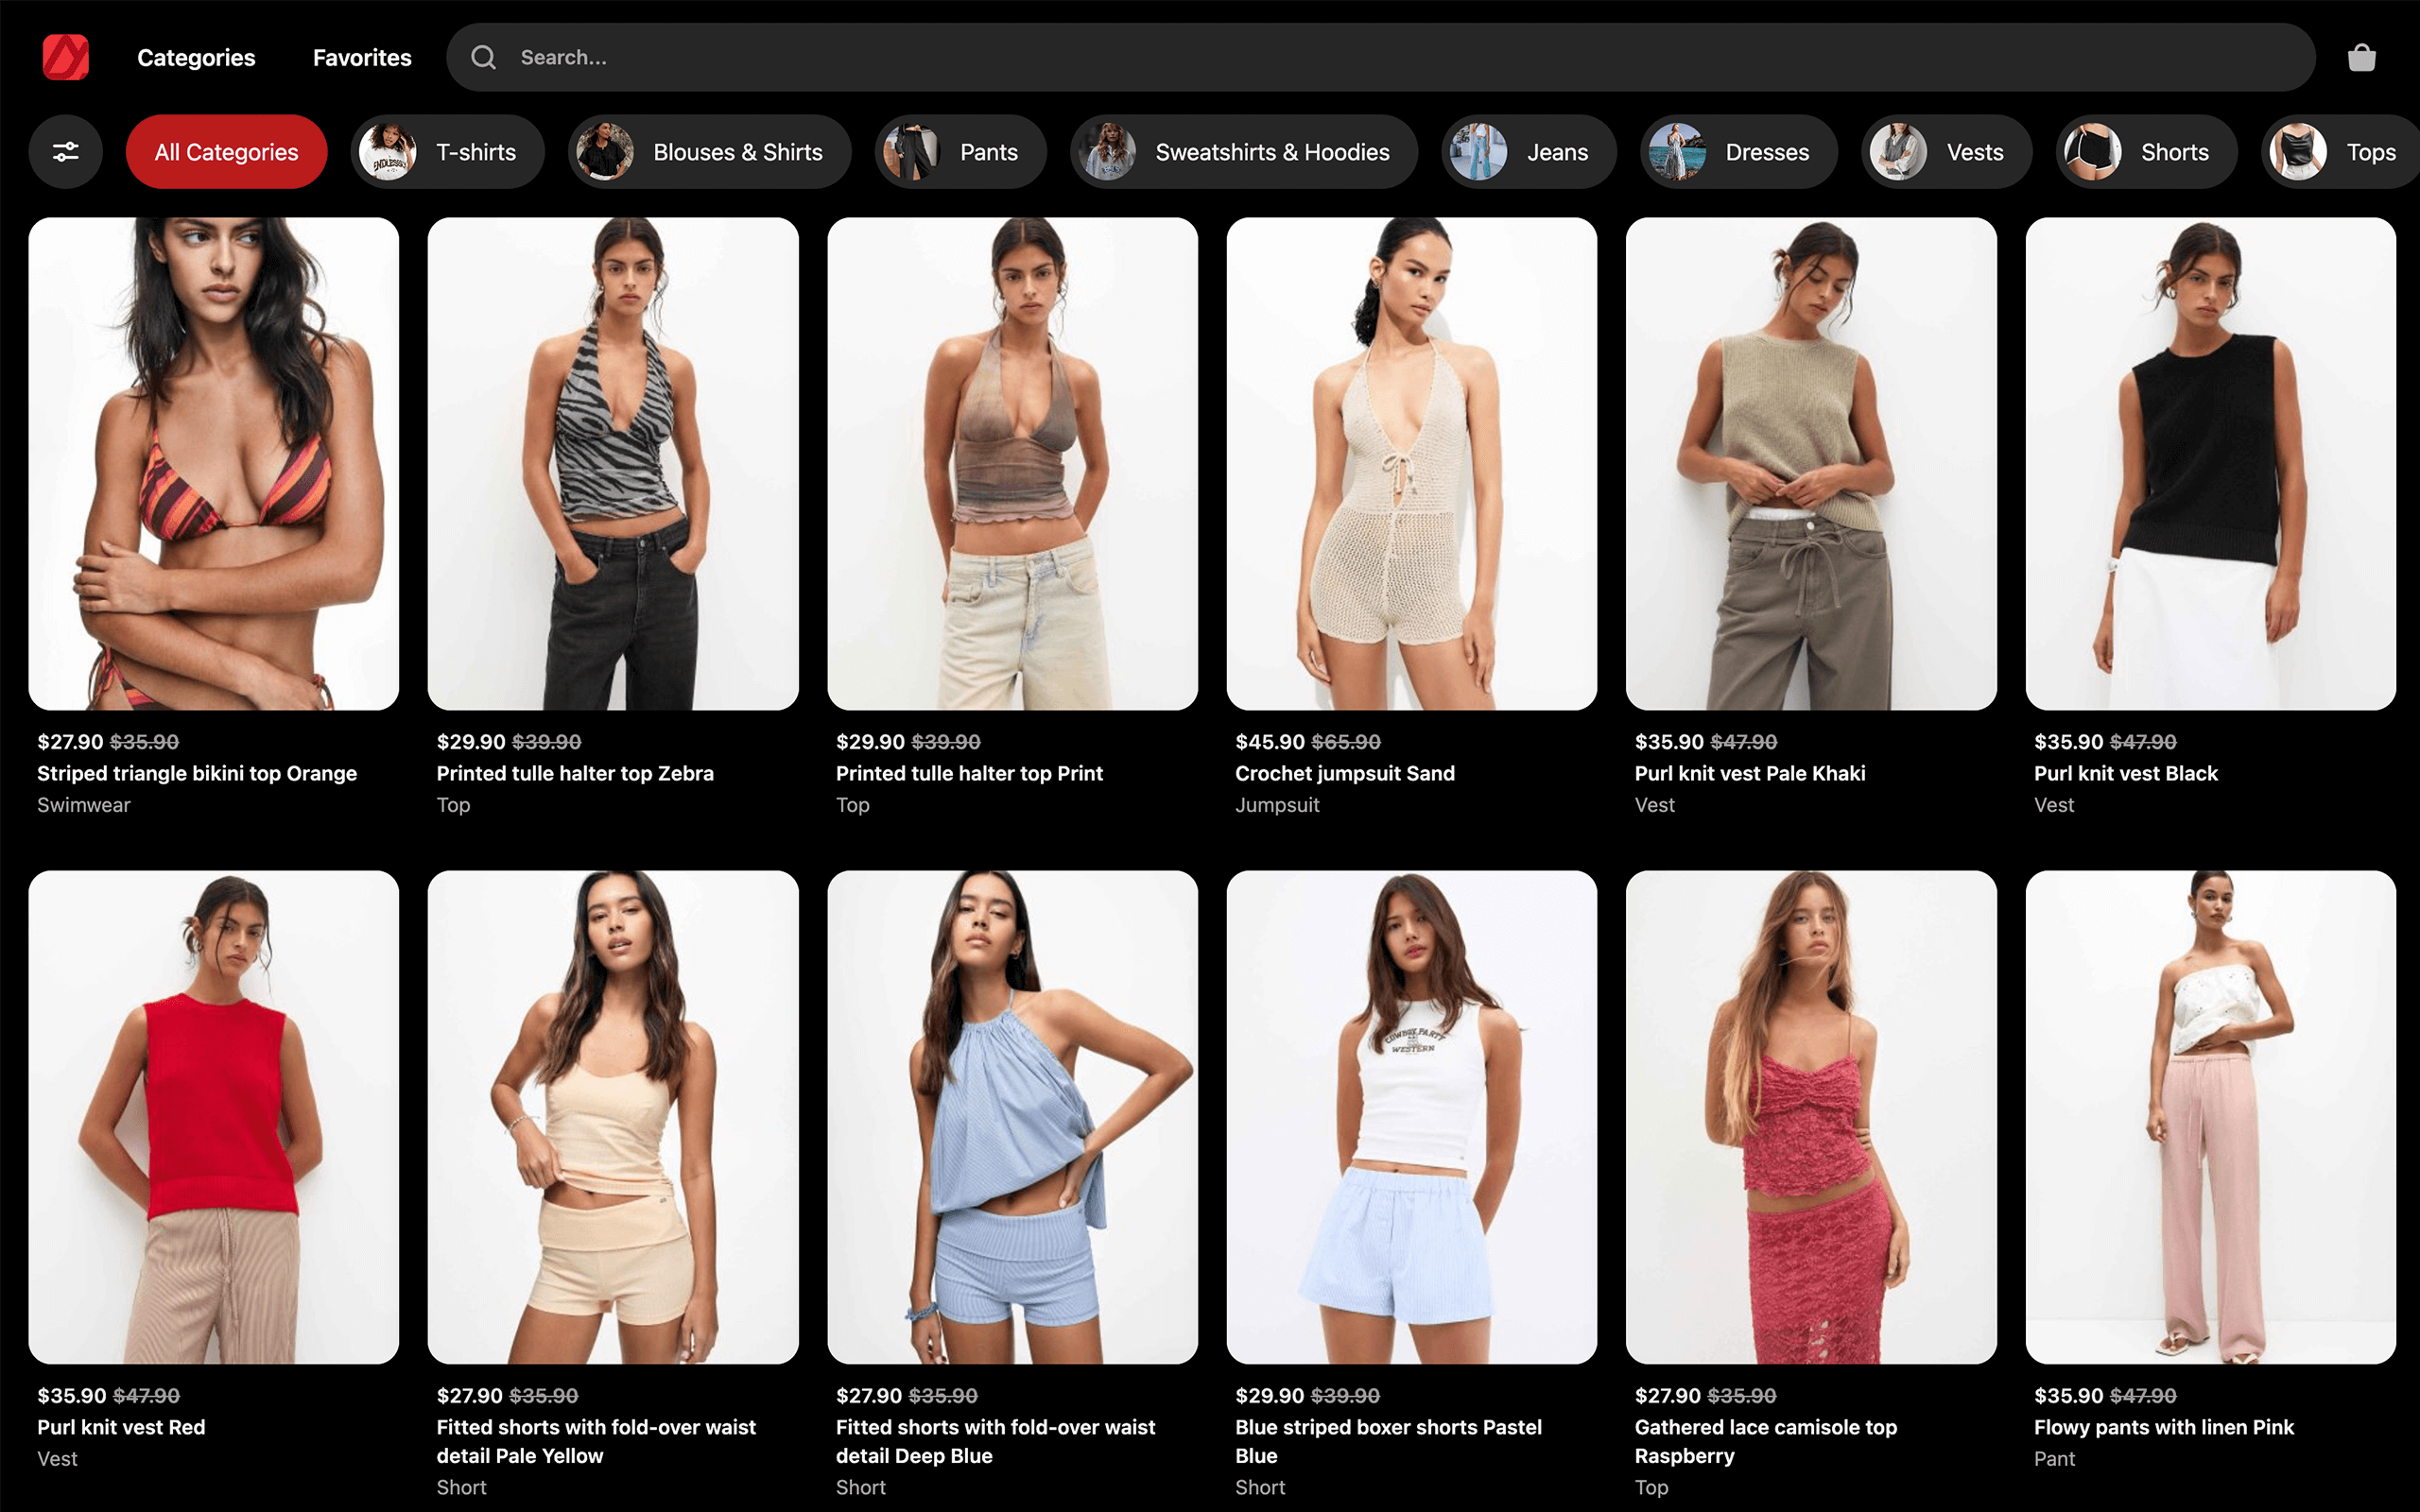 Categories
Favorites
Search...
All Categories
T-shirts
Blouses & Shirts
Pants
Sweatshirts & Hoodies
Jeans
Dresses
Vests
Shorts
Tops
$27.90 $35.90
Striped triangle bikini top Orange
Swimwear
$29.90 $39.90
Printed tulle halter top Zebra
Top
$29.90 $39.90
Printed tulle halter top Print
Top
$45.90 $65.90
Crochet jumpsuit Sand
Jumpsuit
$35.90 $47.90
Purl knit vest Pale Khaki
Vest
$35.90 $47.90
Purl knit vest Black
Vest
COWBOY PARTY
WESTERN
$35.90 $47.90
Purl knit vest Red
Vest
$27.90 $35.90
Fitted shorts with fold-over waist
detail Pale Yellow
Short
$27.90 $35.90
Fitted shorts with fold-over waist
detail Deep Blue
Short
$29.90 $39.90
Blue striped boxer shorts Pastel
Blue
Short
$27.90 $35.90
Gathered lace camisole top
Raspberry
Top
$35.90 $47.90
Flowy pants with linen Pink
Pant